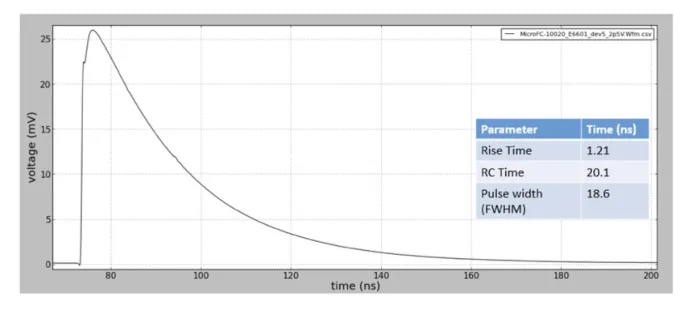 MicroFC-10020_E6601_dev5_2p5V.Wfm.csv
25
20
15
10
5
0
voltage (mV)
80
100
120
140
160
180
200
time (ns)
Parameter Time (ns)
Rise Time 1.21
RC Time 20.1
Pulse width 18.6
(FWHM)